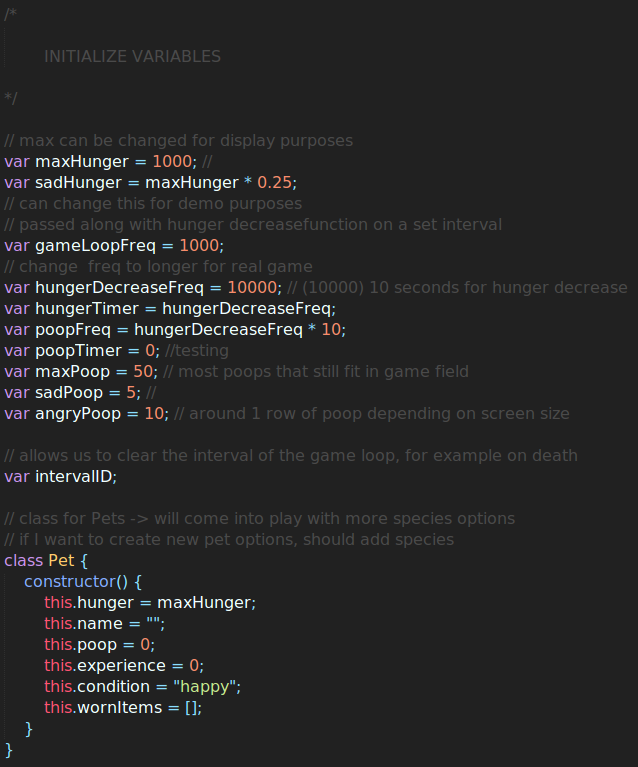 /*
INITIALIZE VARIABLES
*/
// max can be changed for display purposes
var maxHunger = 1000; //
var sadHunger = maxHunger * 0.25;
// can change this for demo purposes
// passed along with hunger decreasefunction on a set interval
var gameLoopFreq = 1000;
// change  freq to longer for real game
var hungerDecreaseFreq = 10000; // (10000) 10 seconds for hunger decrease
var hungerTimer = hungerDecreaseFreq;
var poopFreq = hungerDecreaseFreq * 10;
var poopTimer = 0; //testing
var maxPoop = 50; // most poops that still fit in game field
var sadPoop = 5; //
var angryPoop = 10; // around 1 row of poop depending on screen size
// allows us to clear the interval of the game loop, for example on death
var intervalID;
// class for Pets -> will come into play with more species options
// if I want to create new pet options, should add species
class Pet {
constructor() {
this.hunger = maxHunger;
this.name = "";
this.poop = 0;
this.experience = 0;
this.condition = "happy";
this.wornItems = [];
}
}